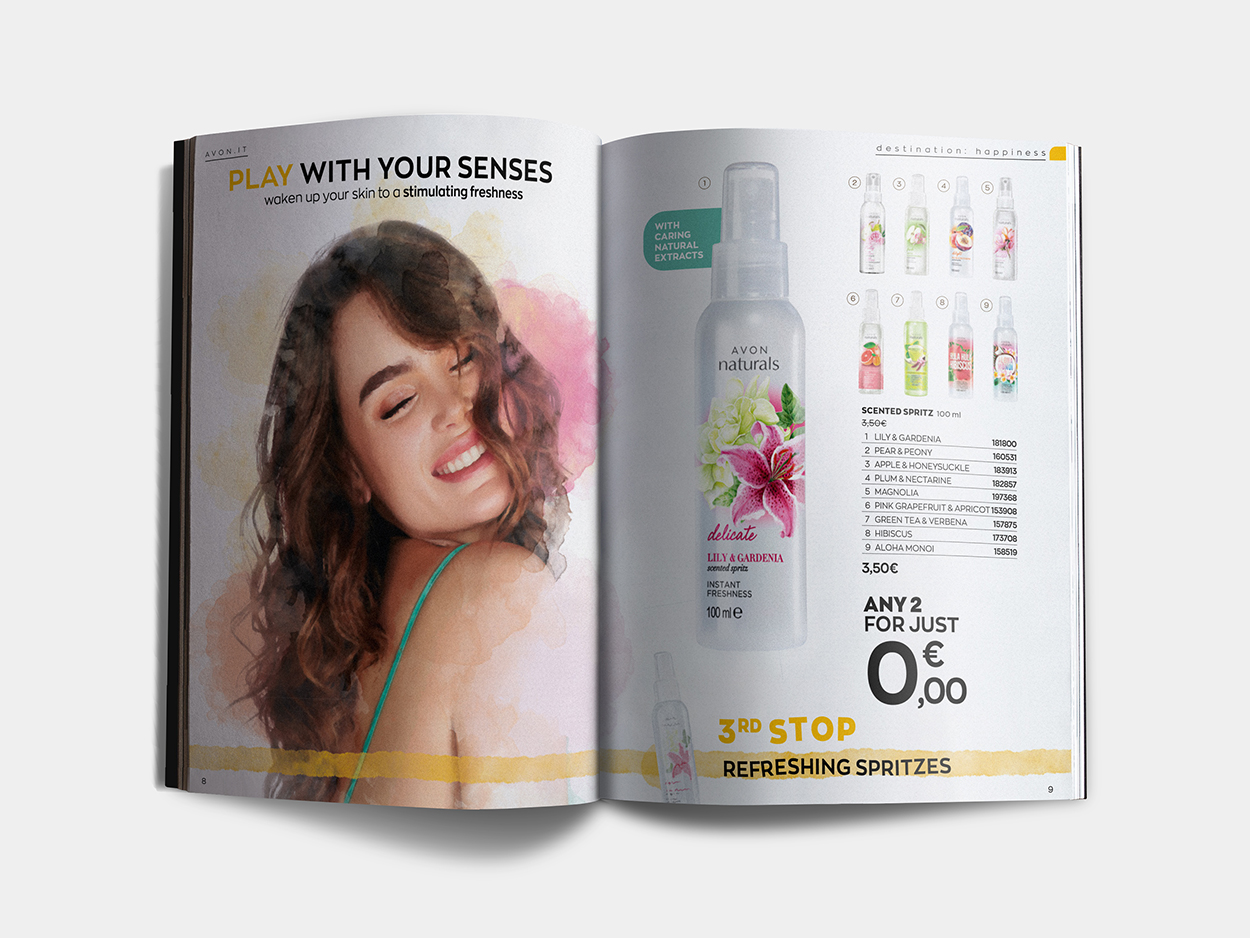 AVON.IT
PLAY WITH YOUR SENSES
waken up your skin to a stimulating freshness
8
destination: happiness
1
WITH
CARING
NATURAL
EXTRACTS
AVON
naturals
delicate
LILY & GARDENIA
scented spritz
INSTANT
FRESHNESS
100 ml e
2 3 4 5
6 7 8 9
SCENTED SPRITZ 100 ml
3,50€
1 LILY & GARDENIA 181800
2 PEAR & PEONY 160531
3 APPLE & HONEYSUCKLE 183913
4 PLUM & NECTARINE 182857
5 MAGNOLIA 197368
6 PINK GRAPEFRUIT & APRICOT 153908
7 GREEN TEA & VERBENA 157875
8 HIBISCUS 173708
9 ALOHA MONOI 158519
3,50€
ANY 2
FOR JUST
0,00€
3RD STOP
REFRESHING SPRITZES
9